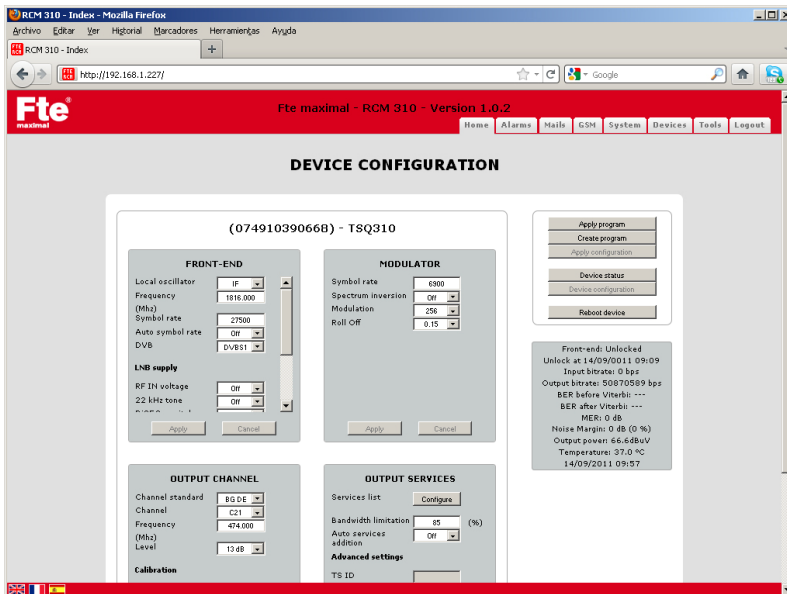 RCM 310 - Index - Mozilla Firefox
Archivo Editar Ver Historial Marcadores Herramientas Ayuda
RCM 310 - Index
http://192.168.1.227/
Google
Fte
maximal
Fte maximal - RCM 310 - Version 1.0.2
Home Alarms Mails GSM System Devices Tools Logout
DEVICE CONFIGURATION
(074910390668) - TSQ310
FRONT-END
Local oscillator IF
Frequency 1816.000
(Mhz)
Symbol rate 27500
Auto symbol rate Off
DVB DVBS1
LNB supply
RF IN voltage Off
22 kHz tone Off
Apply Cancel
MODULATOR
Symbol rate 6900
Spectrum inversion Off
Modulation 256
Roll Off 0.15
Apply Cancel
Apply program
Create program
Apply configuration
Device status
Device configuration
Reboot device
Front-end: Unlocked
Unlock at 14/09/0011 09:09
Input bitrate: 0 bps
Output bitrate: 50870589 bps
BER before Viterbi: ---
BER after Viterbi: ---
MER: 0 dB
Noise Margin: 0 dB (0 %)
Output power: 66.6dBuV
Temperature: 37.0 ºC
14/09/2011 09:57
OUTPUT CHANNEL
Channel standard BG DE
Channel C21
Frequency 474.000
(Mhz)
Level 13 dB
Calibration
OUTPUT SERVICES
Services list Configure
Bandwidth limitation 85 (%)
Auto services Off
addition
Advanced settings
TS ID